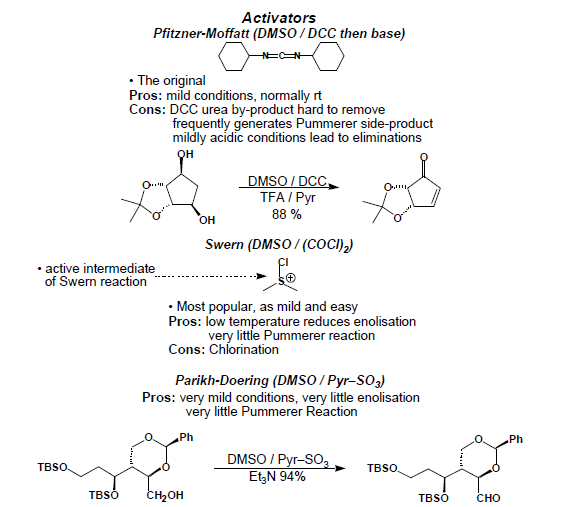 Activators
Pfitzner-Moffatt (DMSO / DCC then base)
N=C=N
• The original
Pros: mild conditions, normally rt
Cons: DCC urea by-product hard to remove
frequently generates Pummerer side-product
mildly acidic conditions lead to eliminations
OH
O
O
OH
DMSO / DCC
TFA / Pyr
88 %
O
O
O
Swern (DMSO / (COCl)2)
• active intermediate
of Swern reaction
Cl
S⊕
• Most popular, as mild and easy
Pros: low temperature reduces enolisation
very little Pummerer reaction
Cons: Chlorination
Parikh-Doering (DMSO / Pyr–SO3)
Pros: very mild conditions, very little enolisation
very little Pummerer Reaction
O
Ph
O
TBSO
TBSO
CH2OH
DMSO / Pyr–SO3
Et3N 94%
O
Ph
O
TBSO
TBSO
CHO